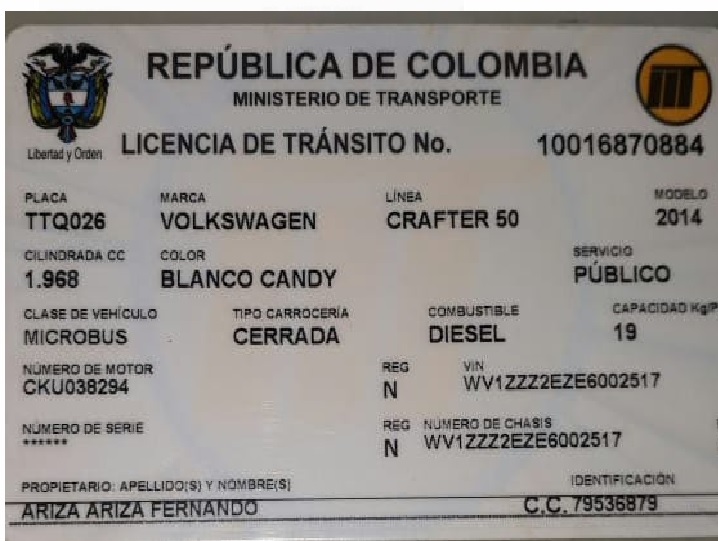 REPÚBLICA DE COLOMBIA
MINISTERIO DE TRANSPORTE
Libertad y Orden
LICENCIA DE TRÁNSITO No. 10016870884
PLACA MARCA LÍNEA MODELO
TTQ026 VOLKSWAGEN CRAFTER 50 2014
CILINDRADA CC COLOR SERVICIO
1.968 BLANCO CANDY PÚBLICO
CLASE DE VEHÍCULO TIPO CARROCERÍA COMBUSTIBLE CAPACIDAD Kg/P
MICROBUS CERRADA DIESEL 19
NÚMERO DE MOTOR REG VIN
CKU038294 N WV1ZZZ2EZE6002517
NÚMERO DE SERIE REG NÚMERO DE CHASIS
****** N WV1ZZZ2EZE6002517
PROPIETARIO: APELLIDO(S) Y NOMBRE(S) IDENTIFICACIÓN
ARIZA ARIZA FERNANDO C.C. 79536879